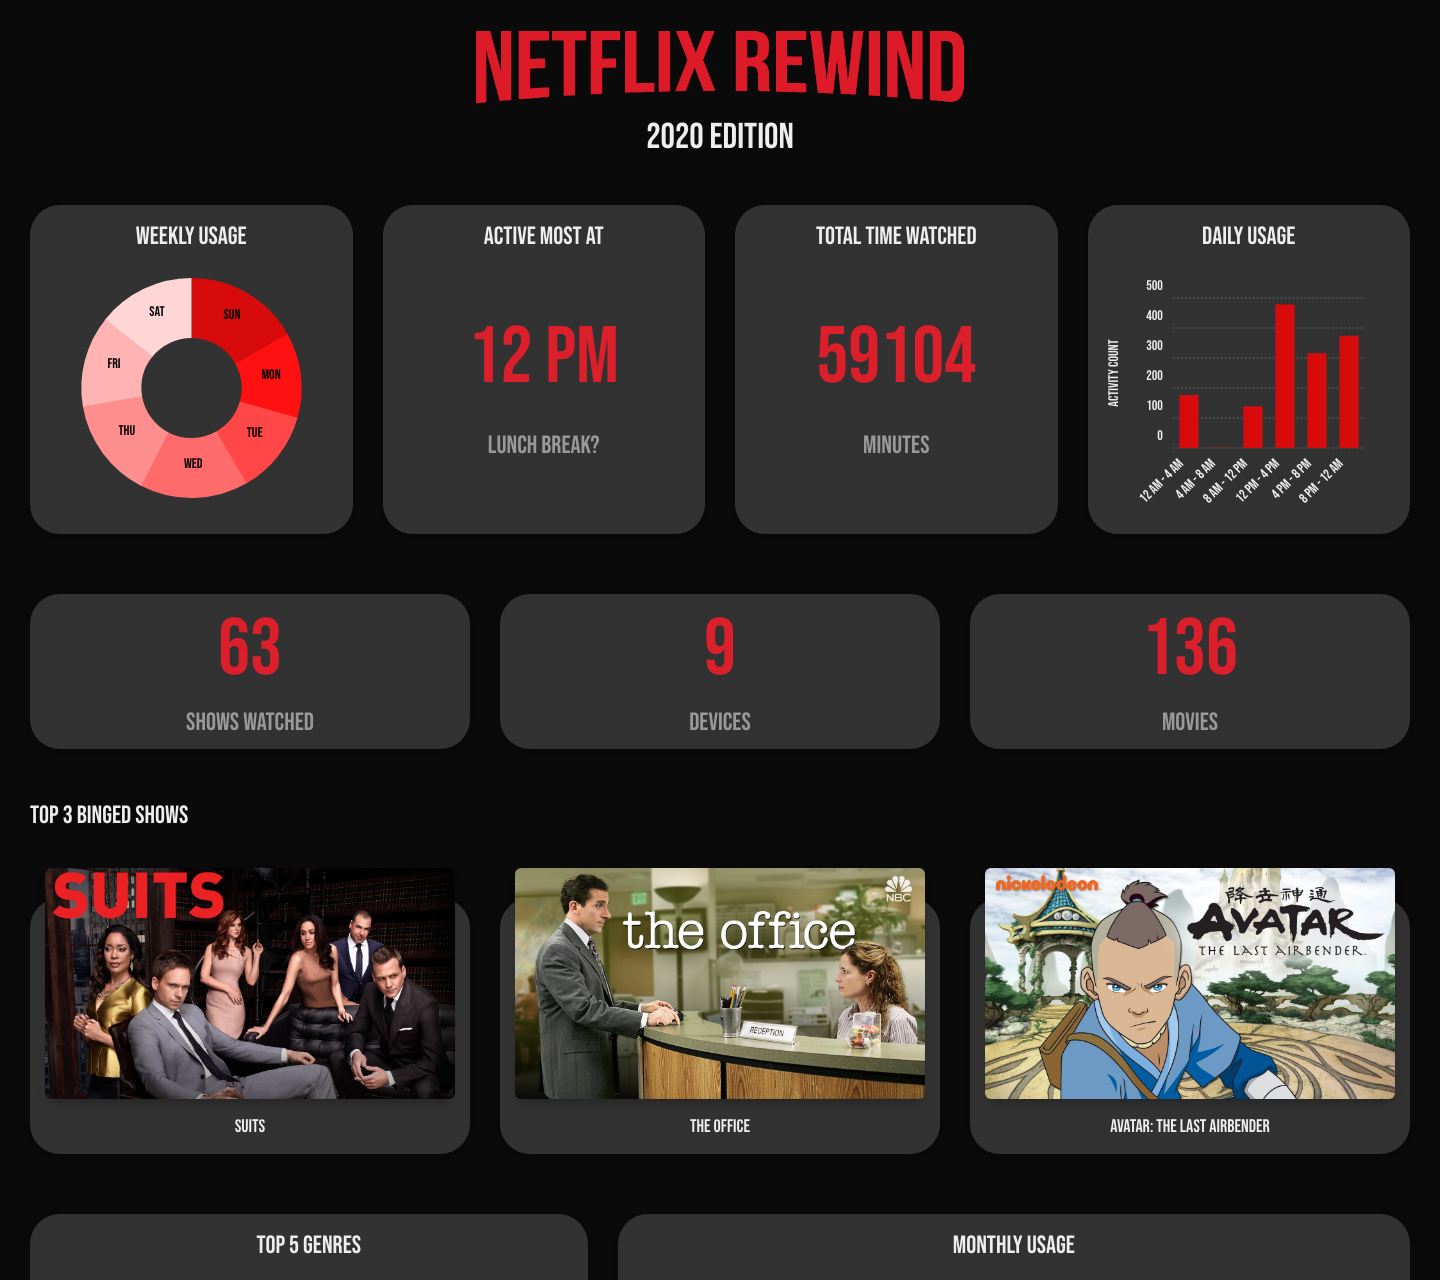 NETFLIX REWIND
2020 EDITION
WEEKLY USAGE
SAT
SUN
FRI
MON
THU
TUE
WED
ACTIVE MOST AT
12 PM
LUNCH BREAK?
TOTAL TIME WATCHED
59104
MINUTES
DAILY USAGE
500
400
300
200
100
0
ACTIVITY COUNT
12 AM - 4 AM
4 AM - 8 AM
8 AM - 12 PM
12 PM - 4 PM
4 PM - 8 PM
8 PM - 12 AM
63
SHOWS WATCHED
9
DEVICES
136
MOVIES
TOP 3 BINGED SHOWS
SUITS
SUITS
NBC
the office
RECEPTION
THE OFFICE
nickelodeon
降去神通
AVATAR
THE LAST AIRBENDER.
AVATAR: THE LAST AIRBENDER
TOP 5 GENRES
MONTHLY USAGE